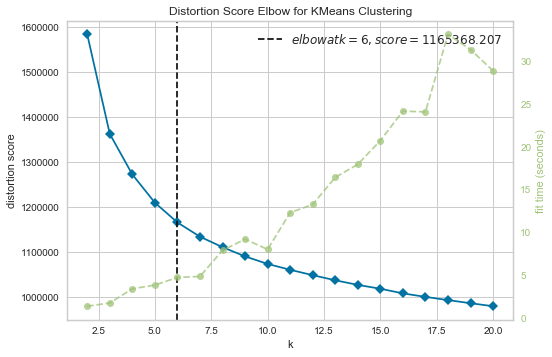 Distortion Score Elbow for KMeans Clustering
elbow at k = 6, score = 1165368.207
distortion score
1600000
1500000
1400000
1300000
1200000
1100000
1000000
fit time (seconds)
30
25
20
15
10
5
0
2.5 5.0 7.5 10.0 12.5 15.0 17.5 20.0
k